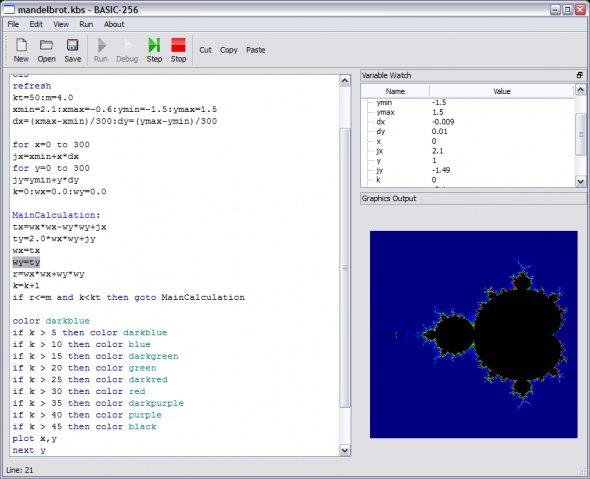 mandelbrot.kbs - BASIC-256
File Edit View Run About
New Open Save Run Debug Step Stop Cut Copy Paste
cls
refresh
kt=50:m=4.0
xmin=2.1:xmax=-0.6:ymin=-1.5:ymax=1.5
dx=(xmax-xmin)/300:dy=(ymax-ymin)/300
for x=0 to 300
jx=xmin+x*dx
for y=0 to 300
jy=ymin+y*dy
k=0:wx=0.0:wy=0.0
MainCalculation:
tx=wx*wx-wy*wy+jx
ty=2.0*wx*wy+jy
wx=tx
wy=ty
r=wx*wx+wy*wy
k=k+1
if r<=m and k<kt then goto MainCalculation
color darkblue
if k > 5 then color darkblue
if k > 10 then color blue
if k > 15 then color darkgreen
if k > 20 then color green
if k > 25 then color darkred
if k > 30 then color red
if k > 35 then color darkpurple
if k > 40 then color purple
if k > 45 then color black
plot x,y
next y
Variable Watch
Name Value
ymin -1.5
ymax 1.5
dx -0.009
dy 0.01
x 0
jx 2.1
y 1
jy -1.49
k 0
Graphics Output
Line: 21